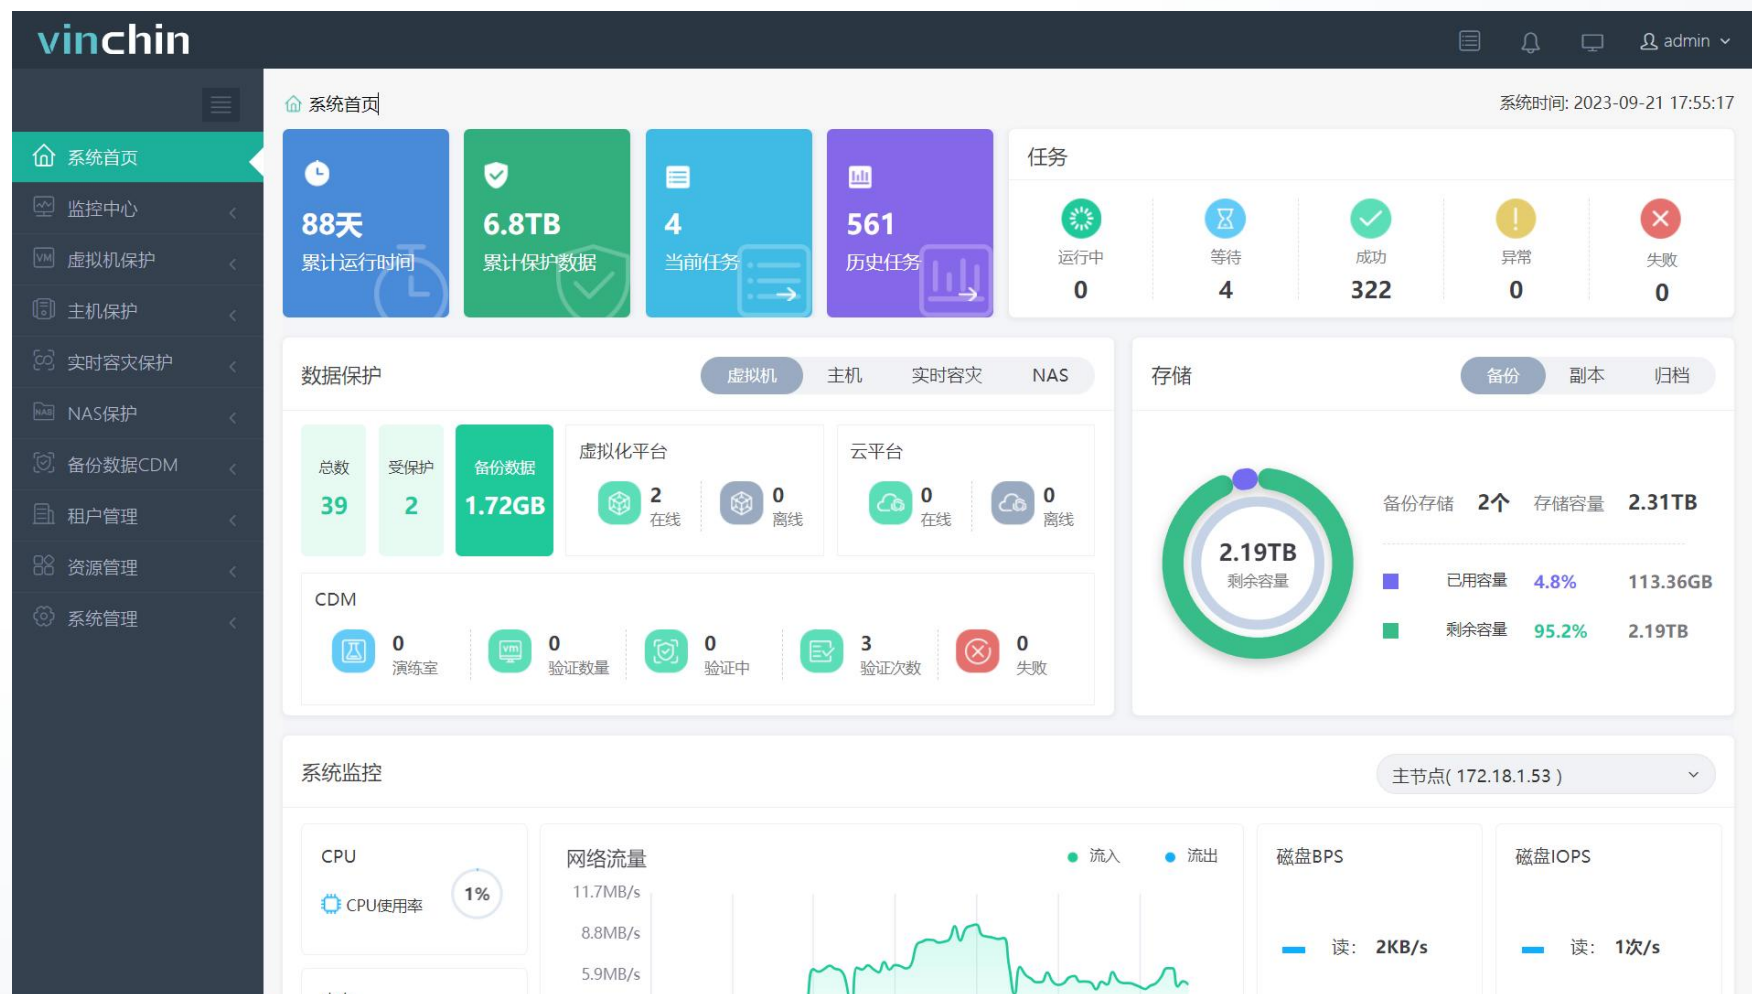 vinchin
admin
系统首页
系统时间: 2023-09-21 17:55:17
系统首页
监控中心
虚拟机保护
主机保护
实时容灾保护
NAS保护
备份数据CDM
租户管理
资源管理
系统管理
88天
累计运行时间
6.8TB
累计保护数据
4
当前任务
561
历史任务
任务
运行中
0
等待
4
成功
322
异常
0
失败
0
数据保护
虚拟机 主机 实时容灾 NAS
总数
39
受保护
2
备份数据
1.72GB
虚拟化平台
2
在线
0
离线
云平台
0
在线
0
离线
CDM
0
演练室
0
验证数量
0
验证中
3
验证次数
0
失败
存储
备份 副本 归档
2.19TB
剩余容量
备份存储 2个 存储容量 2.31TB
已用容量 4.8% 113.36GB
剩余容量 95.2% 2.19TB
系统监控
主节点( 172.18.1.53 )
CPU
CPU使用率
1%
网络流量
流入 流出
11.7MB/s
8.8MB/s
5.9MB/s
磁盘BPS
读: 2KB/s
磁盘IOPS
读: 1次/s